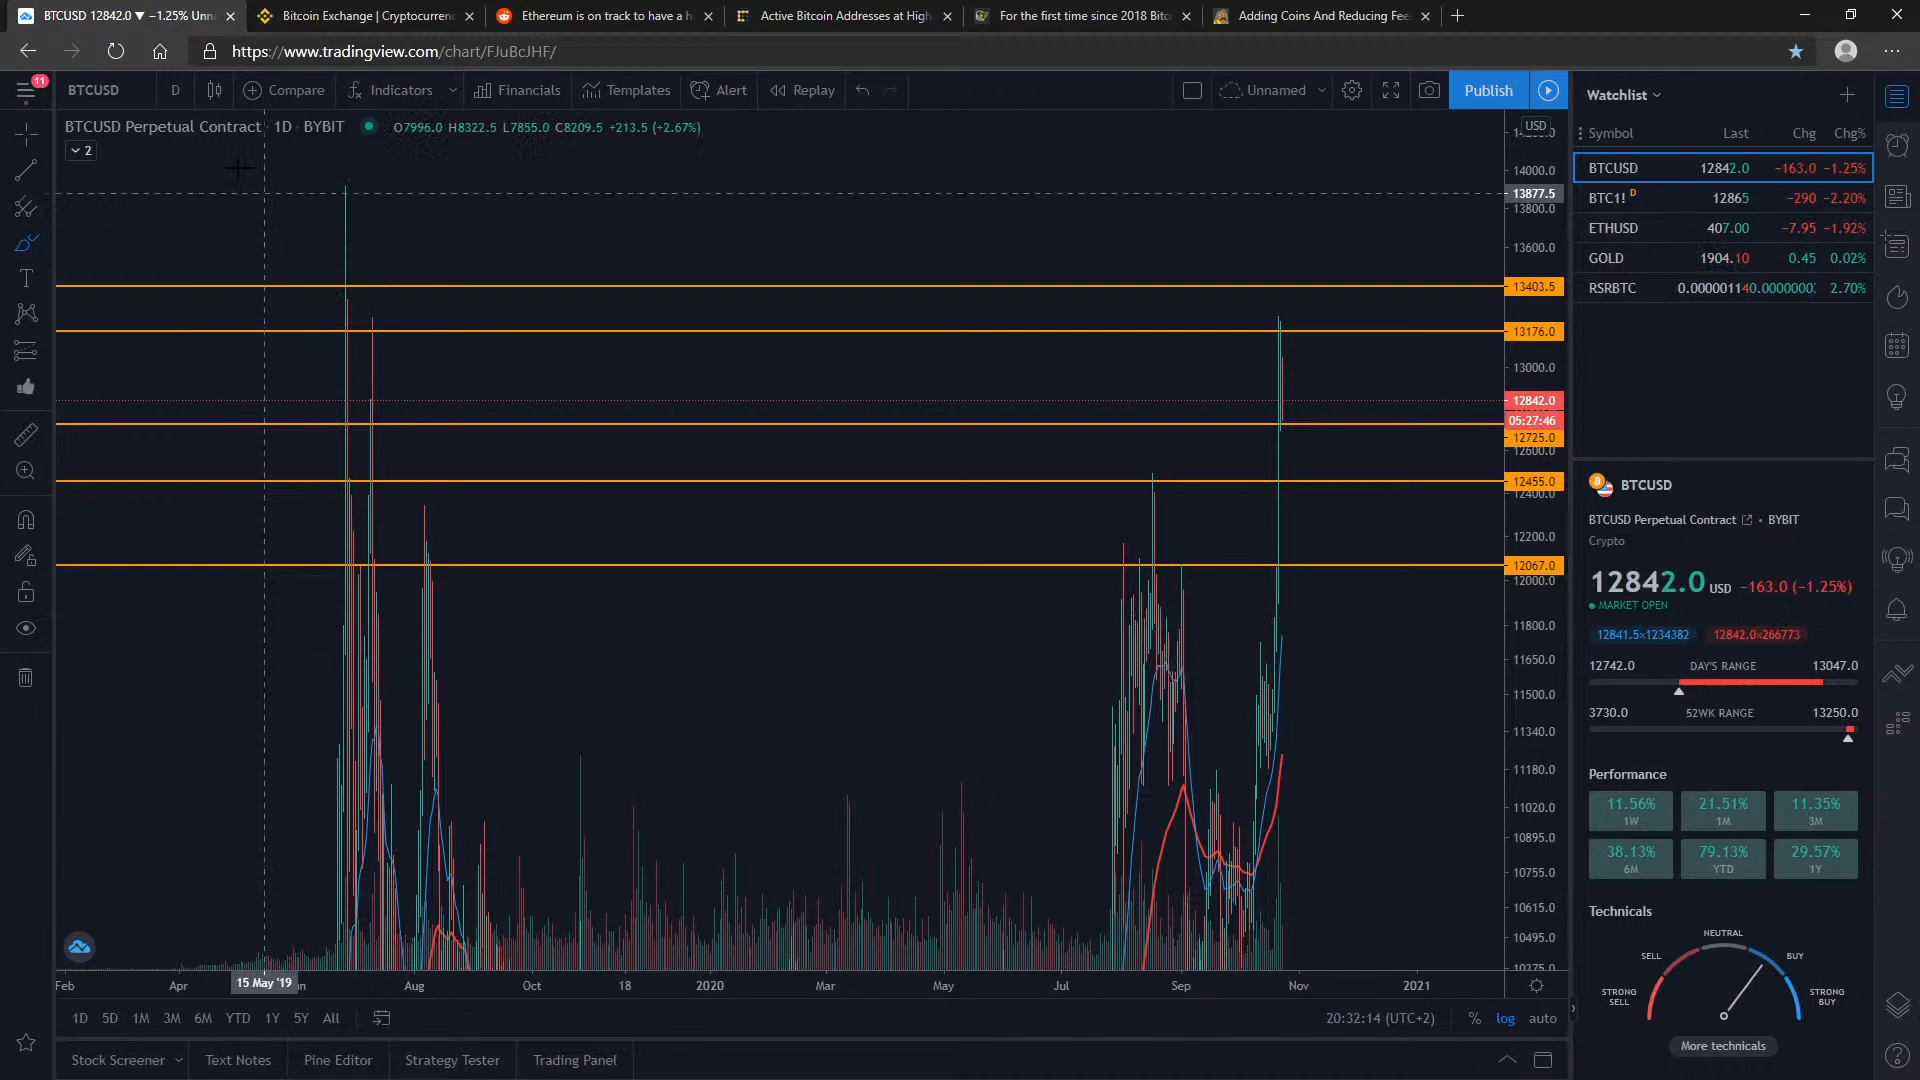 BTCUSD 12842.0 ▼ −1.25% Unn
Bitcoin Exchange | Cryptocurrenc
Ethereum is on track to have a h
Active Bitcoin Addresses at High
For the first time since 2018 Bitc
Adding Coins And Reducing Fee
https://www.tradingview.com/chart/FJuBcJHF/
11
BTCUSD
D
Compare
Indicators
Financials
Templates
Alert
Replay
Unnamed
Publish
BTCUSD Perpetual Contract · 1D · BYBIT
O7996.0 H8322.5 L7855.0 C8209.5 +213.5 (+2.67%)
2
USD
14000.0
13877.5
13800.0
13600.0
13403.5
13176.0
13000.0
12842.0
05:27:46
12725.0
12600.0
12455.0
12400.0
12200.0
12067.0
12000.0
11800.0
11650.0
11500.0
11340.0
11180.0
11020.0
10895.0
10755.0
10615.0
10495.0
10375.0
Feb
Apr
15 May '19
Aug
Oct
18
2020
Mar
May
Jul
Sep
Nov
2021
1D
5D
1M
3M
6M
YTD
1Y
5Y
All
20:32:14 (UTC+2)
%
log
auto
Stock Screener
Text Notes
Pine Editor
Strategy Tester
Trading Panel
Watchlist
Symbol Last Chg Chg%
BTCUSD 12842.0 −163.0 −1.25%
BTC1! D 12865 −290 −2.20%
ETHUSD 407.00 −7.95 −1.92%
GOLD 1904.10 0.45 0.02%
RSRBTC 0.00000114 0.0000000 2.70%
BTCUSD
BTCUSD Perpetual Contract • BYBIT
Crypto
12842.0 USD −163.0 (−1.25%)
MARKET OPEN
12841.5×1234382
12842.0×266773
12742.0 DAY'S RANGE 13047.0
3730.0 52WK RANGE 13250.0
Performance
11.56% 21.51% 11.35%
1W 1M 3M
38.13% 79.13% 29.57%
6M YTD 1Y
Technicals
NEUTRAL
SELL
BUY
STRONG SELL
STRONG BUY
More technicals